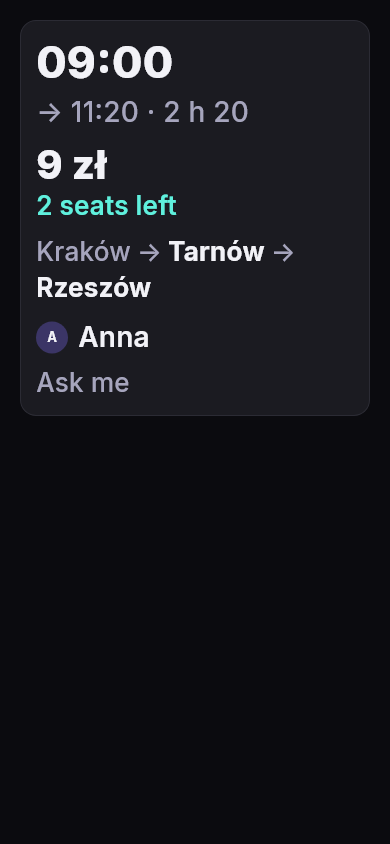 09:00
→ 11:20 · 2 h 20
9 zł
2 seats left
Kraków → Tarnów →
Rzeszów
A Anna
Ask me